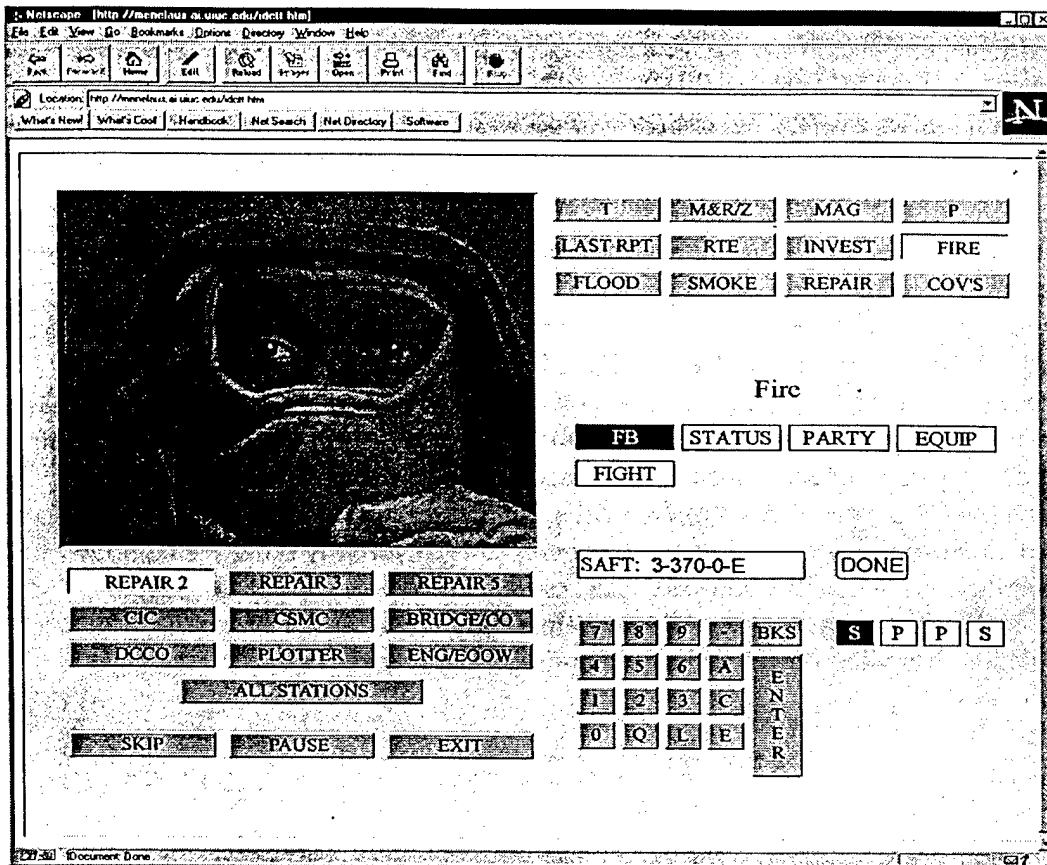 Netscape - [http://menelaus.ai.uiuc.edu/idctt.htm]
File Edit View Go Bookmarks Options Directory Window Help
Back Forward Home Edit Reload Images Open Print Find Stop
Location: http://menelaus.ai.uiuc.edu/idctt.htm
What's New! What's Cool! Handbook Net Search Net Directory Software
N
T M&R/Z MAG P
LAST RPT RTE INVEST FIRE
FLOOD SMOKE REPAIR COV'S
Fire
FB STATUS PARTY EQUIP
FIGHT
SAFT: 3-370-0-E DONE
REPAIR 2 REPAIR 3 REPAIR 5
CIC CSMC BRIDGE/CO
DCCO PLOTTER ENG/EOOW
ALL STATIONS
SKIP PAUSE EXIT
7 8 9 - BKS S P P S
4 5 6 A
1 2 3 C
0 Q L E
ENTER
Document: Done